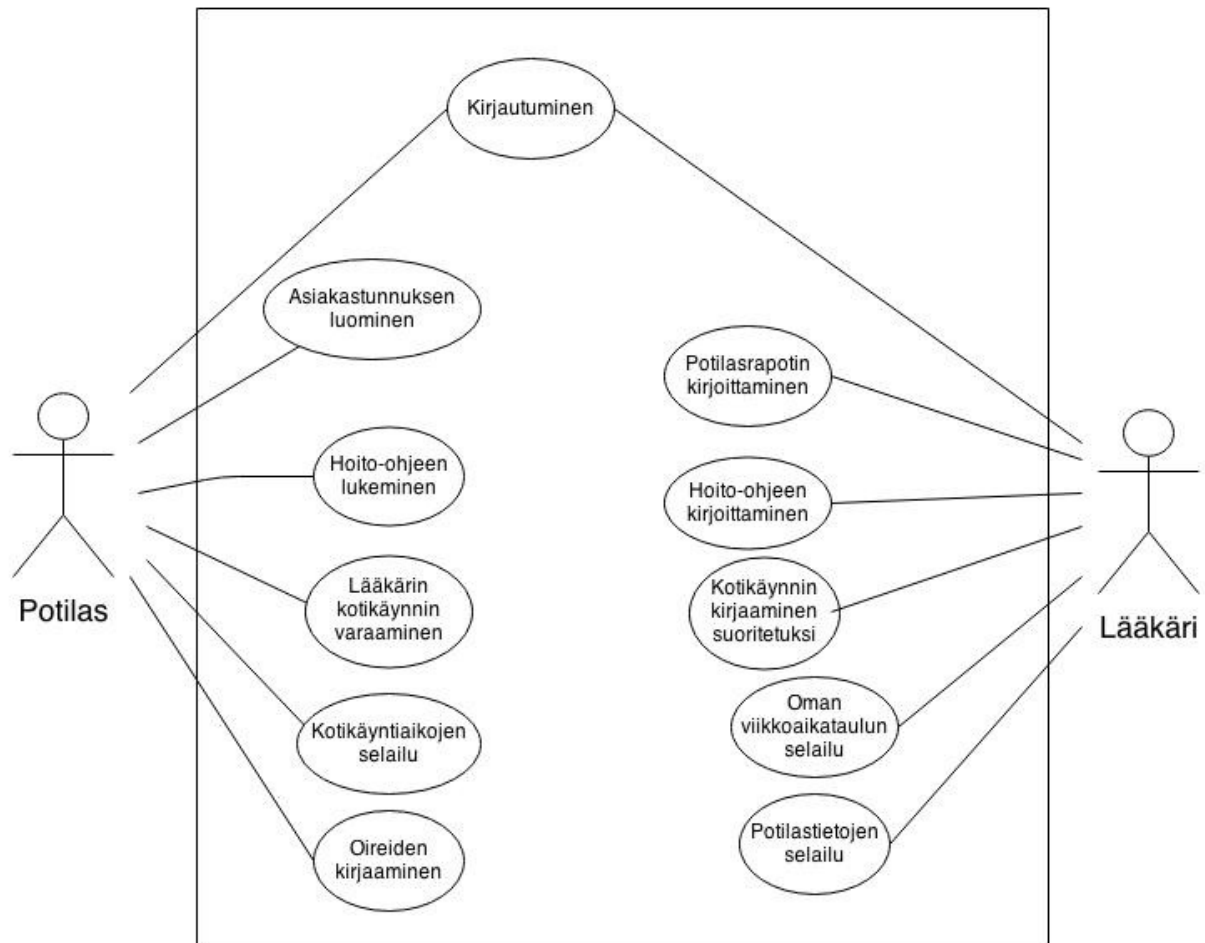 Kirjautuminen
Asiakastunnuksen
luominen
Hoito-ohjeen
lukeminen
Lääkärin
kotikäynnin
varaaminen
Kotikäyntiaikojen
selailu
Oireiden
kirjaaminen
Potilas
Potilasrapotin
kirjoittaminen
Hoito-ohjeen
kirjoittaminen
Kotikäynnin
kirjaaminen
suoritetuksi
Oman
viikkoaikataulun
selailu
Potilastietojen
selailu
Lääkäri